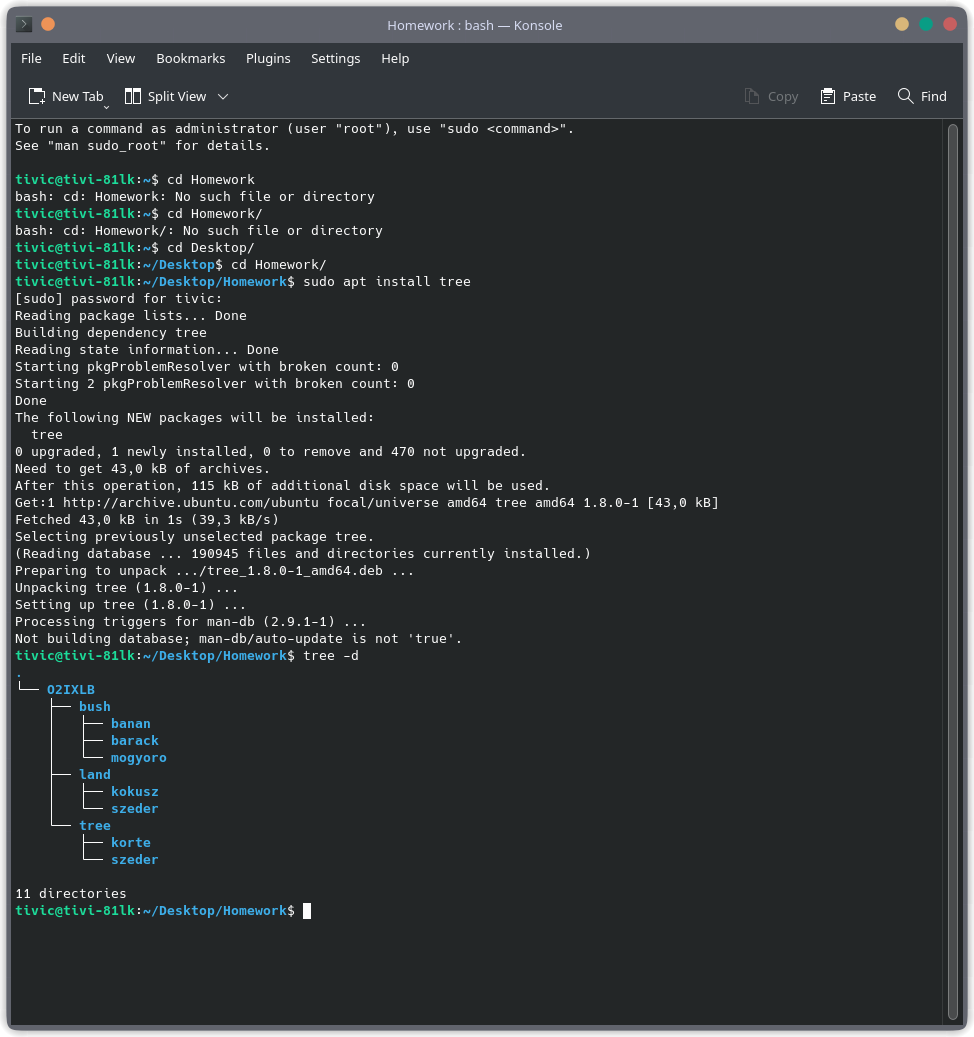 Homework : bash — Konsole
File Edit View Bookmarks Plugins Settings Help
New Tab Split View Copy Paste Find
To run a command as administrator (user "root"), use "sudo <command>".
See "man sudo_root" for details.
tivic@tivi-81lk:~$ cd Homework
bash: cd: Homework: No such file or directory
tivic@tivi-81lk:~$ cd Homework/
bash: cd: Homework/: No such file or directory
tivic@tivi-81lk:~$ cd Desktop/
tivic@tivi-81lk:~/Desktop$ cd Homework/
tivic@tivi-81lk:~/Desktop/Homework$ sudo apt install tree
[sudo] password for tivic:
Reading package lists... Done
Building dependency tree
Reading state information... Done
Starting pkgProblemResolver with broken count: 0
Starting 2 pkgProblemResolver with broken count: 0
Done
The following NEW packages will be installed:
  tree
0 upgraded, 1 newly installed, 0 to remove and 470 not upgraded.
Need to get 43,0 kB of archives.
After this operation, 115 kB of additional disk space will be used.
Get:1 http://archive.ubuntu.com/ubuntu focal/universe amd64 tree amd64 1.8.0-1 [43,0 kB]
Fetched 43,0 kB in 1s (39,3 kB/s)
Selecting previously unselected package tree.
(Reading database ... 190945 files and directories currently installed.)
Preparing to unpack .../tree_1.8.0-1_amd64.deb ...
Unpacking tree (1.8.0-1) ...
Setting up tree (1.8.0-1) ...
Processing triggers for man-db (2.9.1-1) ...
Not building database; man-db/auto-update is not 'true'.
tivic@tivi-81lk:~/Desktop/Homework$ tree -d
.
└── O2IXLB
    ├── bush
    │   ├── banan
    │   ├── barack
    │   └── mogyoro
    ├── land
    │   ├── kokusz
    │   └── szeder
    └── tree
        ├── korte
        └── szeder
11 directories
tivic@tivi-81lk:~/Desktop/Homework$